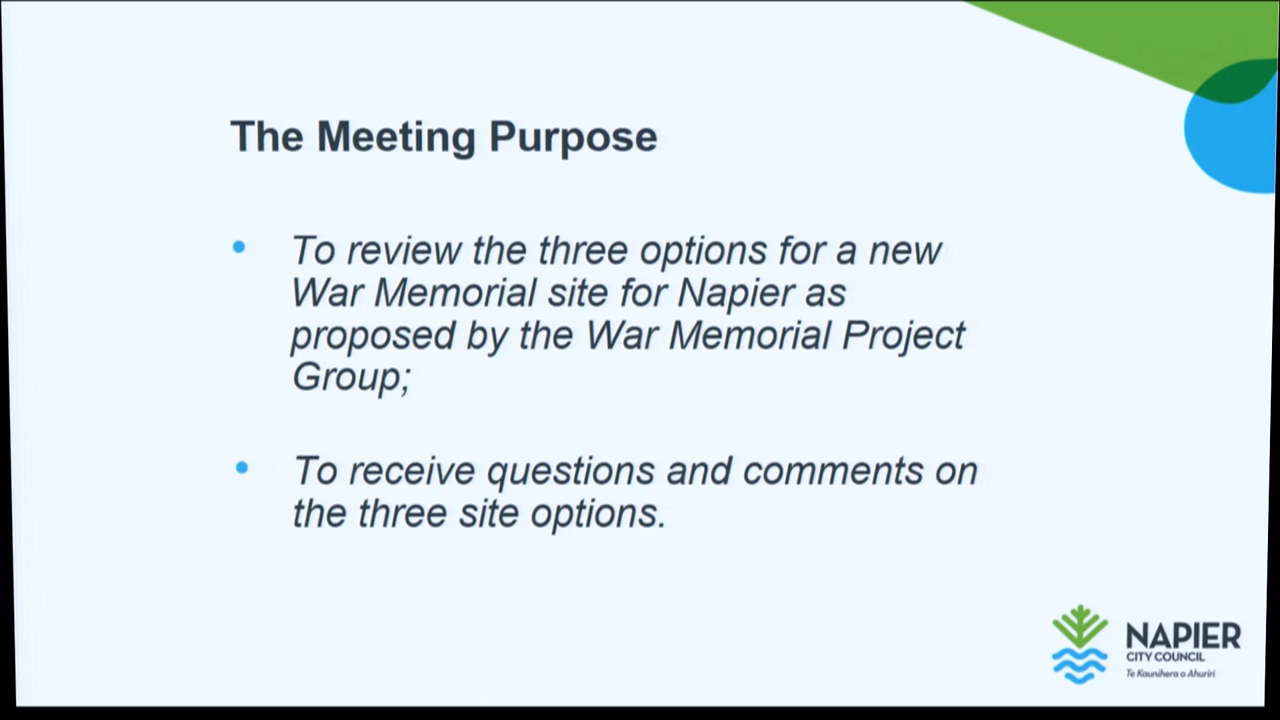 The Meeting Purpose
• To review the three options for a new
War Memorial site for Napier as
proposed by the War Memorial Project
Group;
• To receive questions and comments on
the three site options.
NAPIER
CITY COUNCIL
Te Kaunihera o Ahuriri